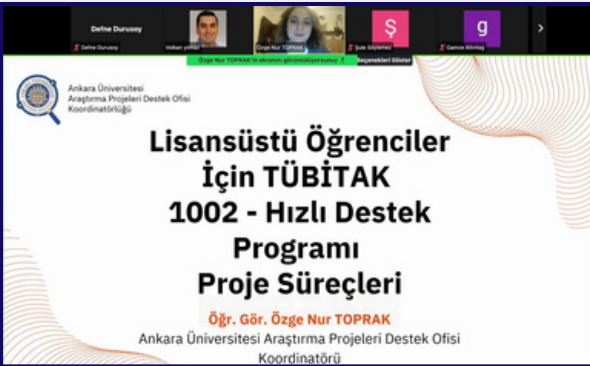 Defne Durusoy
Defne Durusoy
Volkan yılmaz
Özge Nur TOPRAK
Ş
Şule Söylemez
g
Gamze Altıntaş
Özge Nur TOPRAK'in ekranını görüntülüyorsunuz
Seçenekleri Göster
Ankara Üniversitesi
Araştırma Projeleri Destek Ofisi
Koordinatörlüğü
Lisansüstü Öğrenciler
İçin TÜBİTAK
1002 - Hızlı Destek
Programı
Proje Süreçleri
Öğr. Gör. Özge Nur TOPRAK
Ankara Üniversitesi Araştırma Projeleri Destek Ofisi
Koordinatörü